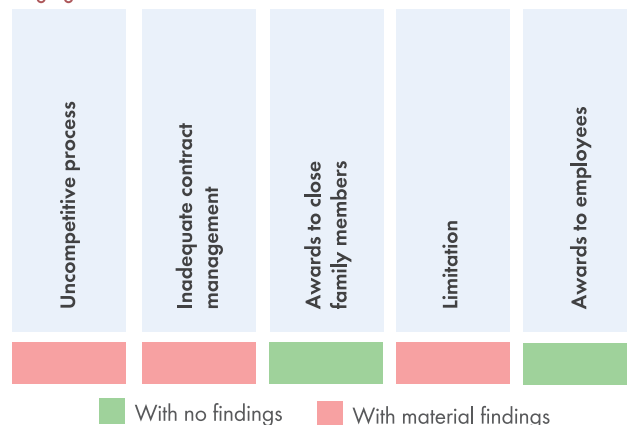 Uncompetitive process
Inadequate contract
management
Awards to close
family members
Limitation
Awards to employees
With no findings
With material findings